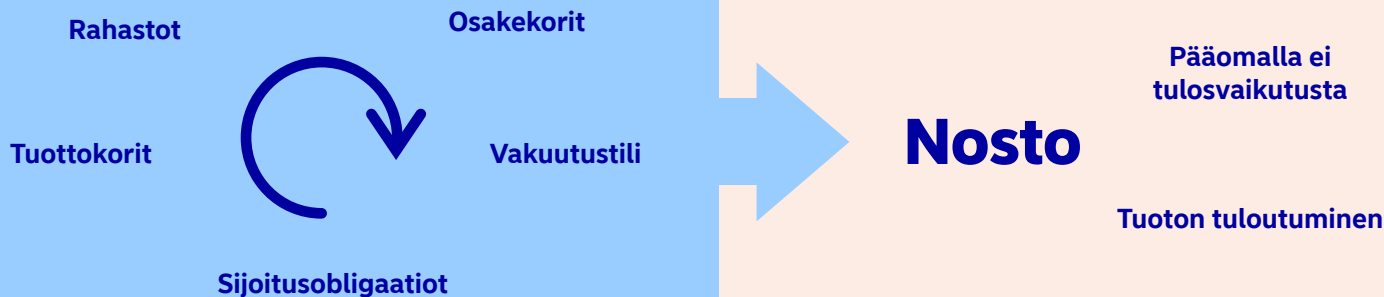 Rahastot
Osakekorit
Tuottokorit
Vakuutustili
Sijoitusobligaatiot
Nosto
Pääomalla ei
tulosvaikutusta
Tuoton tuloutuminen